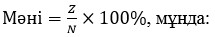 Мәні = z/N × 100%, мұнда: